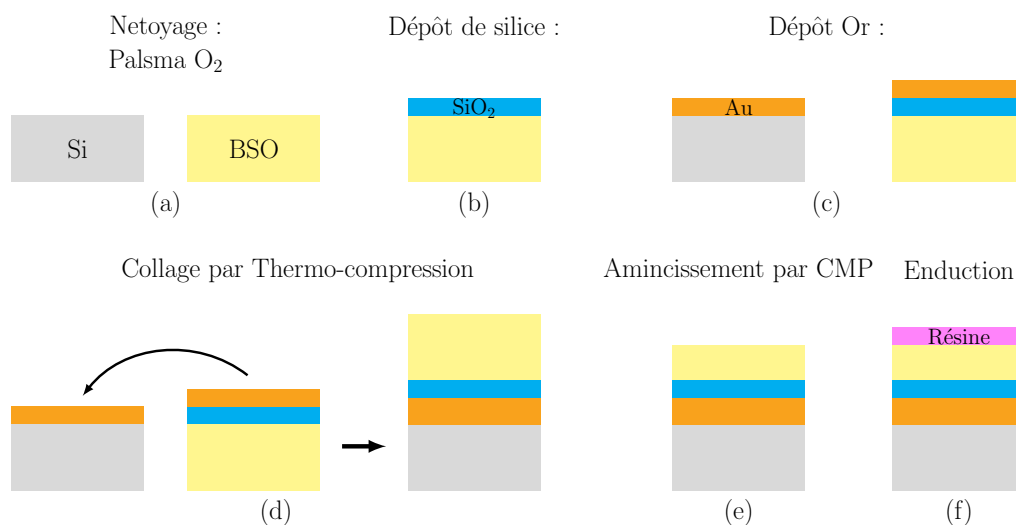 Netoyage :
Palsma O₂
Dépôt de silice :
Dépôt Or :
Si
BSO
SiO₂
Au
(a)
(b)
(c)
Collage par Thermo-compression
Amincissement par CMP
Enduction
Résine
(d)
(e)
(f)